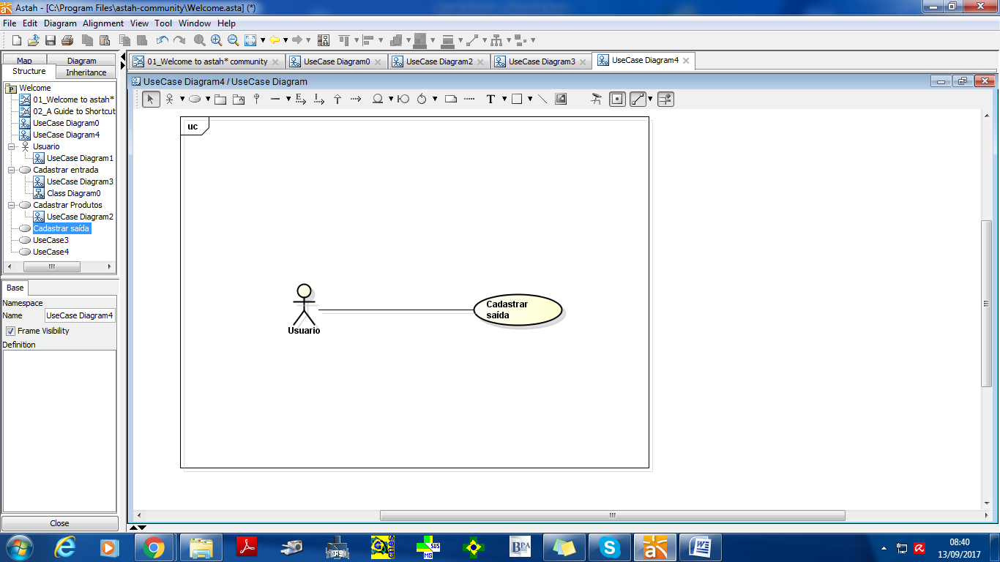 Astah - [C:\Program Files\astah-community\Welcome.asta] (*)
File Edit Diagram Alignment View Tool Window Help
Map Diagram
Structure Inheritance
Welcome
01_Welcome to astah*
02_A Guide to Shortcut
UseCase Diagram0
UseCase Diagram4
Usuario
UseCase Diagram1
Cadastrar entrada
UseCase Diagram3
Class Diagram0
Cadastrar Produtos
UseCase Diagram2
Cadastrar saída
UseCase3
UseCase4
Base
Namespace
Name UseCase Diagram4
Frame Visibility
Definition
Close
01_Welcome to astah* community UseCase Diagram0 UseCase Diagram2 UseCase Diagram3 UseCase Diagram4
UseCase Diagram4 / UseCase Diagram
T
uc
Cadastrar
saída
Usuario
SUS
MS
BPA
08:40
13/09/2017